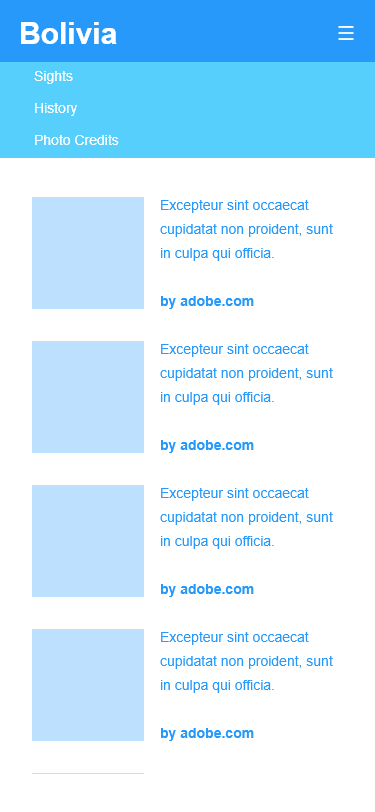 Bolivia
Sights
History
Photo Credits
Excepteur sint occaecat
cupidatat non proident, sunt
in culpa qui officia.
by adobe.com
Excepteur sint occaecat
cupidatat non proident, sunt
in culpa qui officia.
by adobe.com
Excepteur sint occaecat
cupidatat non proident, sunt
in culpa qui officia.
by adobe.com
Excepteur sint occaecat
cupidatat non proident, sunt
in culpa qui officia.
by adobe.com